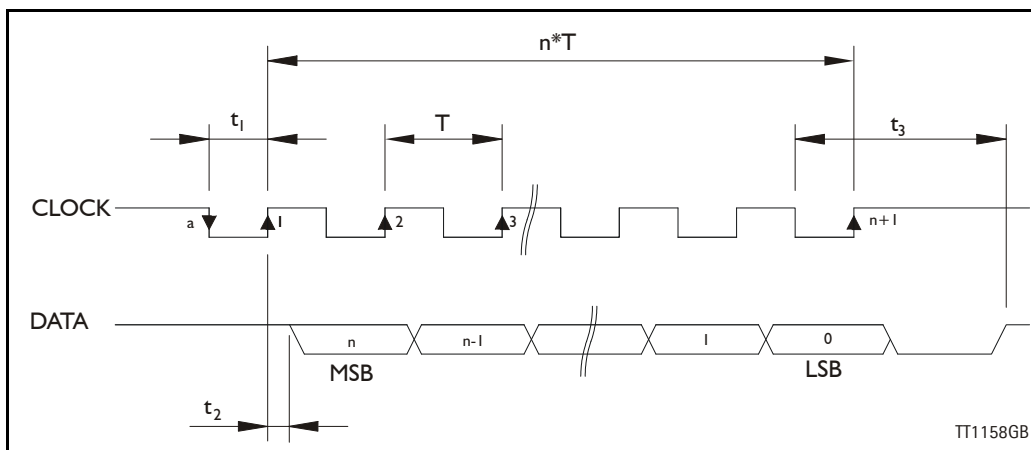 n*T
t1
T
t3
CLOCK
a
1
2
3
n+1
DATA
n
n-1
1
0
MSB
LSB
t2
TT1158GB